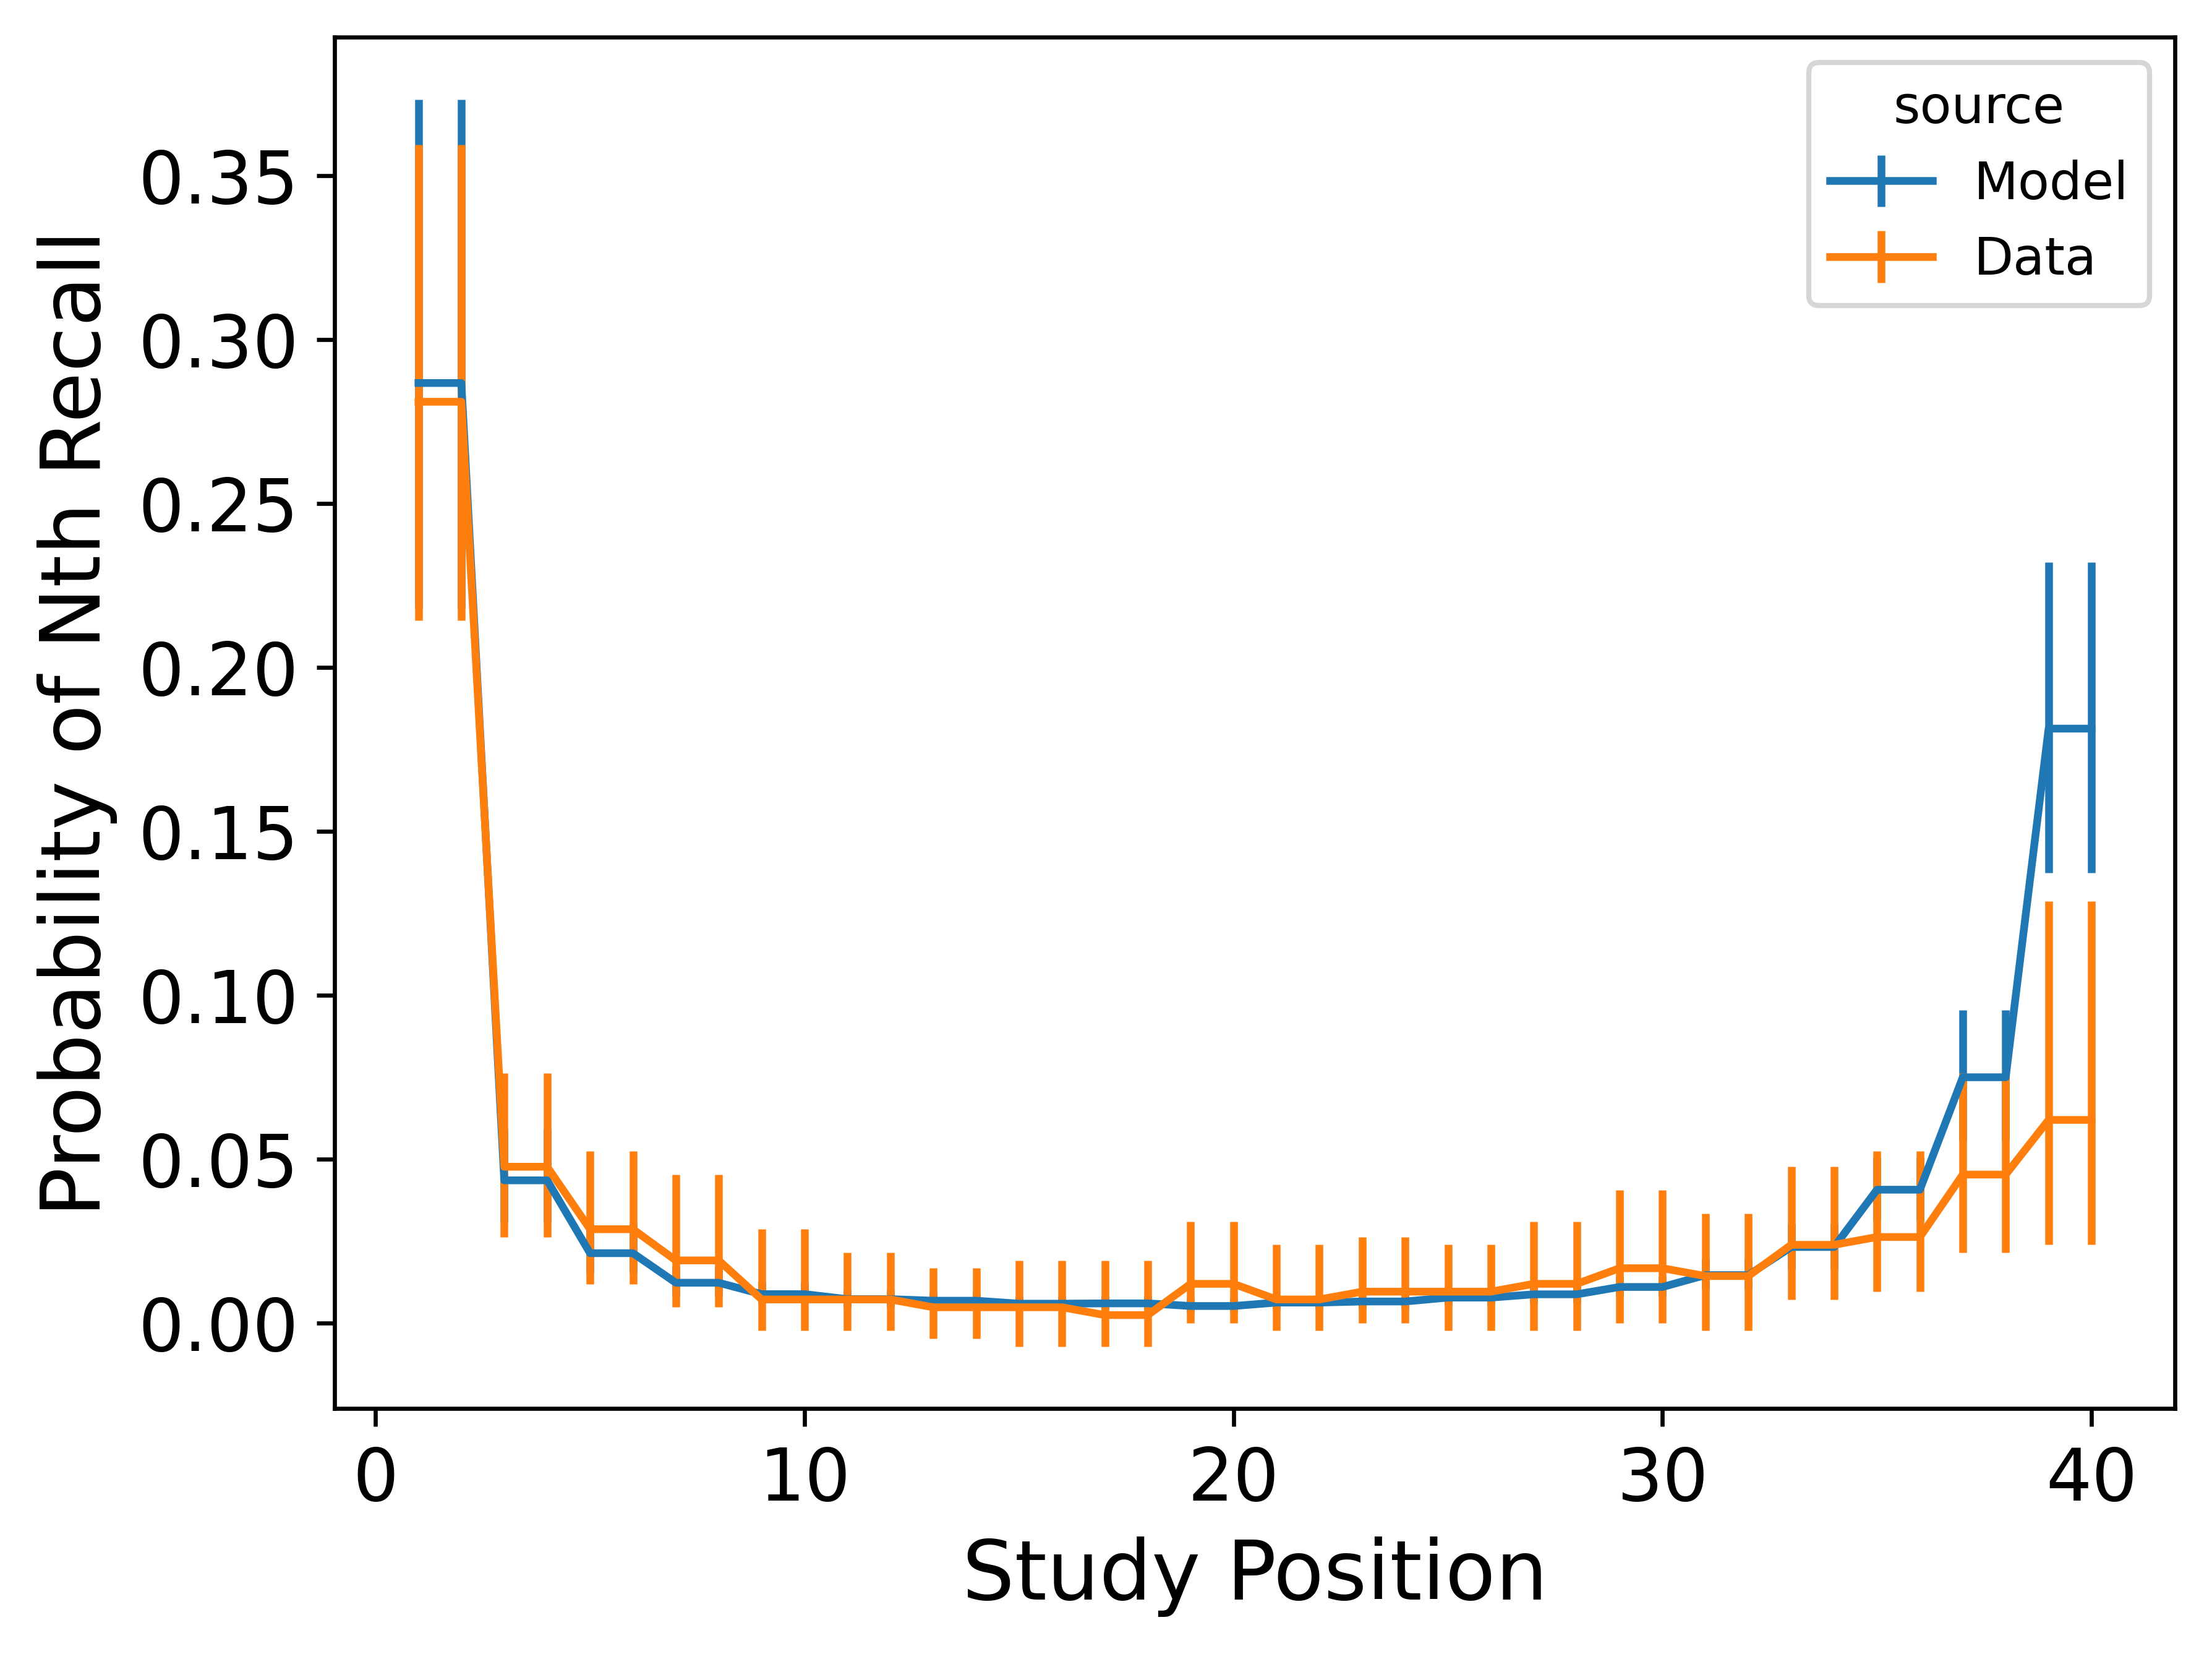 source
Model
Data
Probability of Nth Recall
0.35
0.30
0.25
0.20
0.15
0.10
0.05
0.00
0 10 20 30 40
Study Position